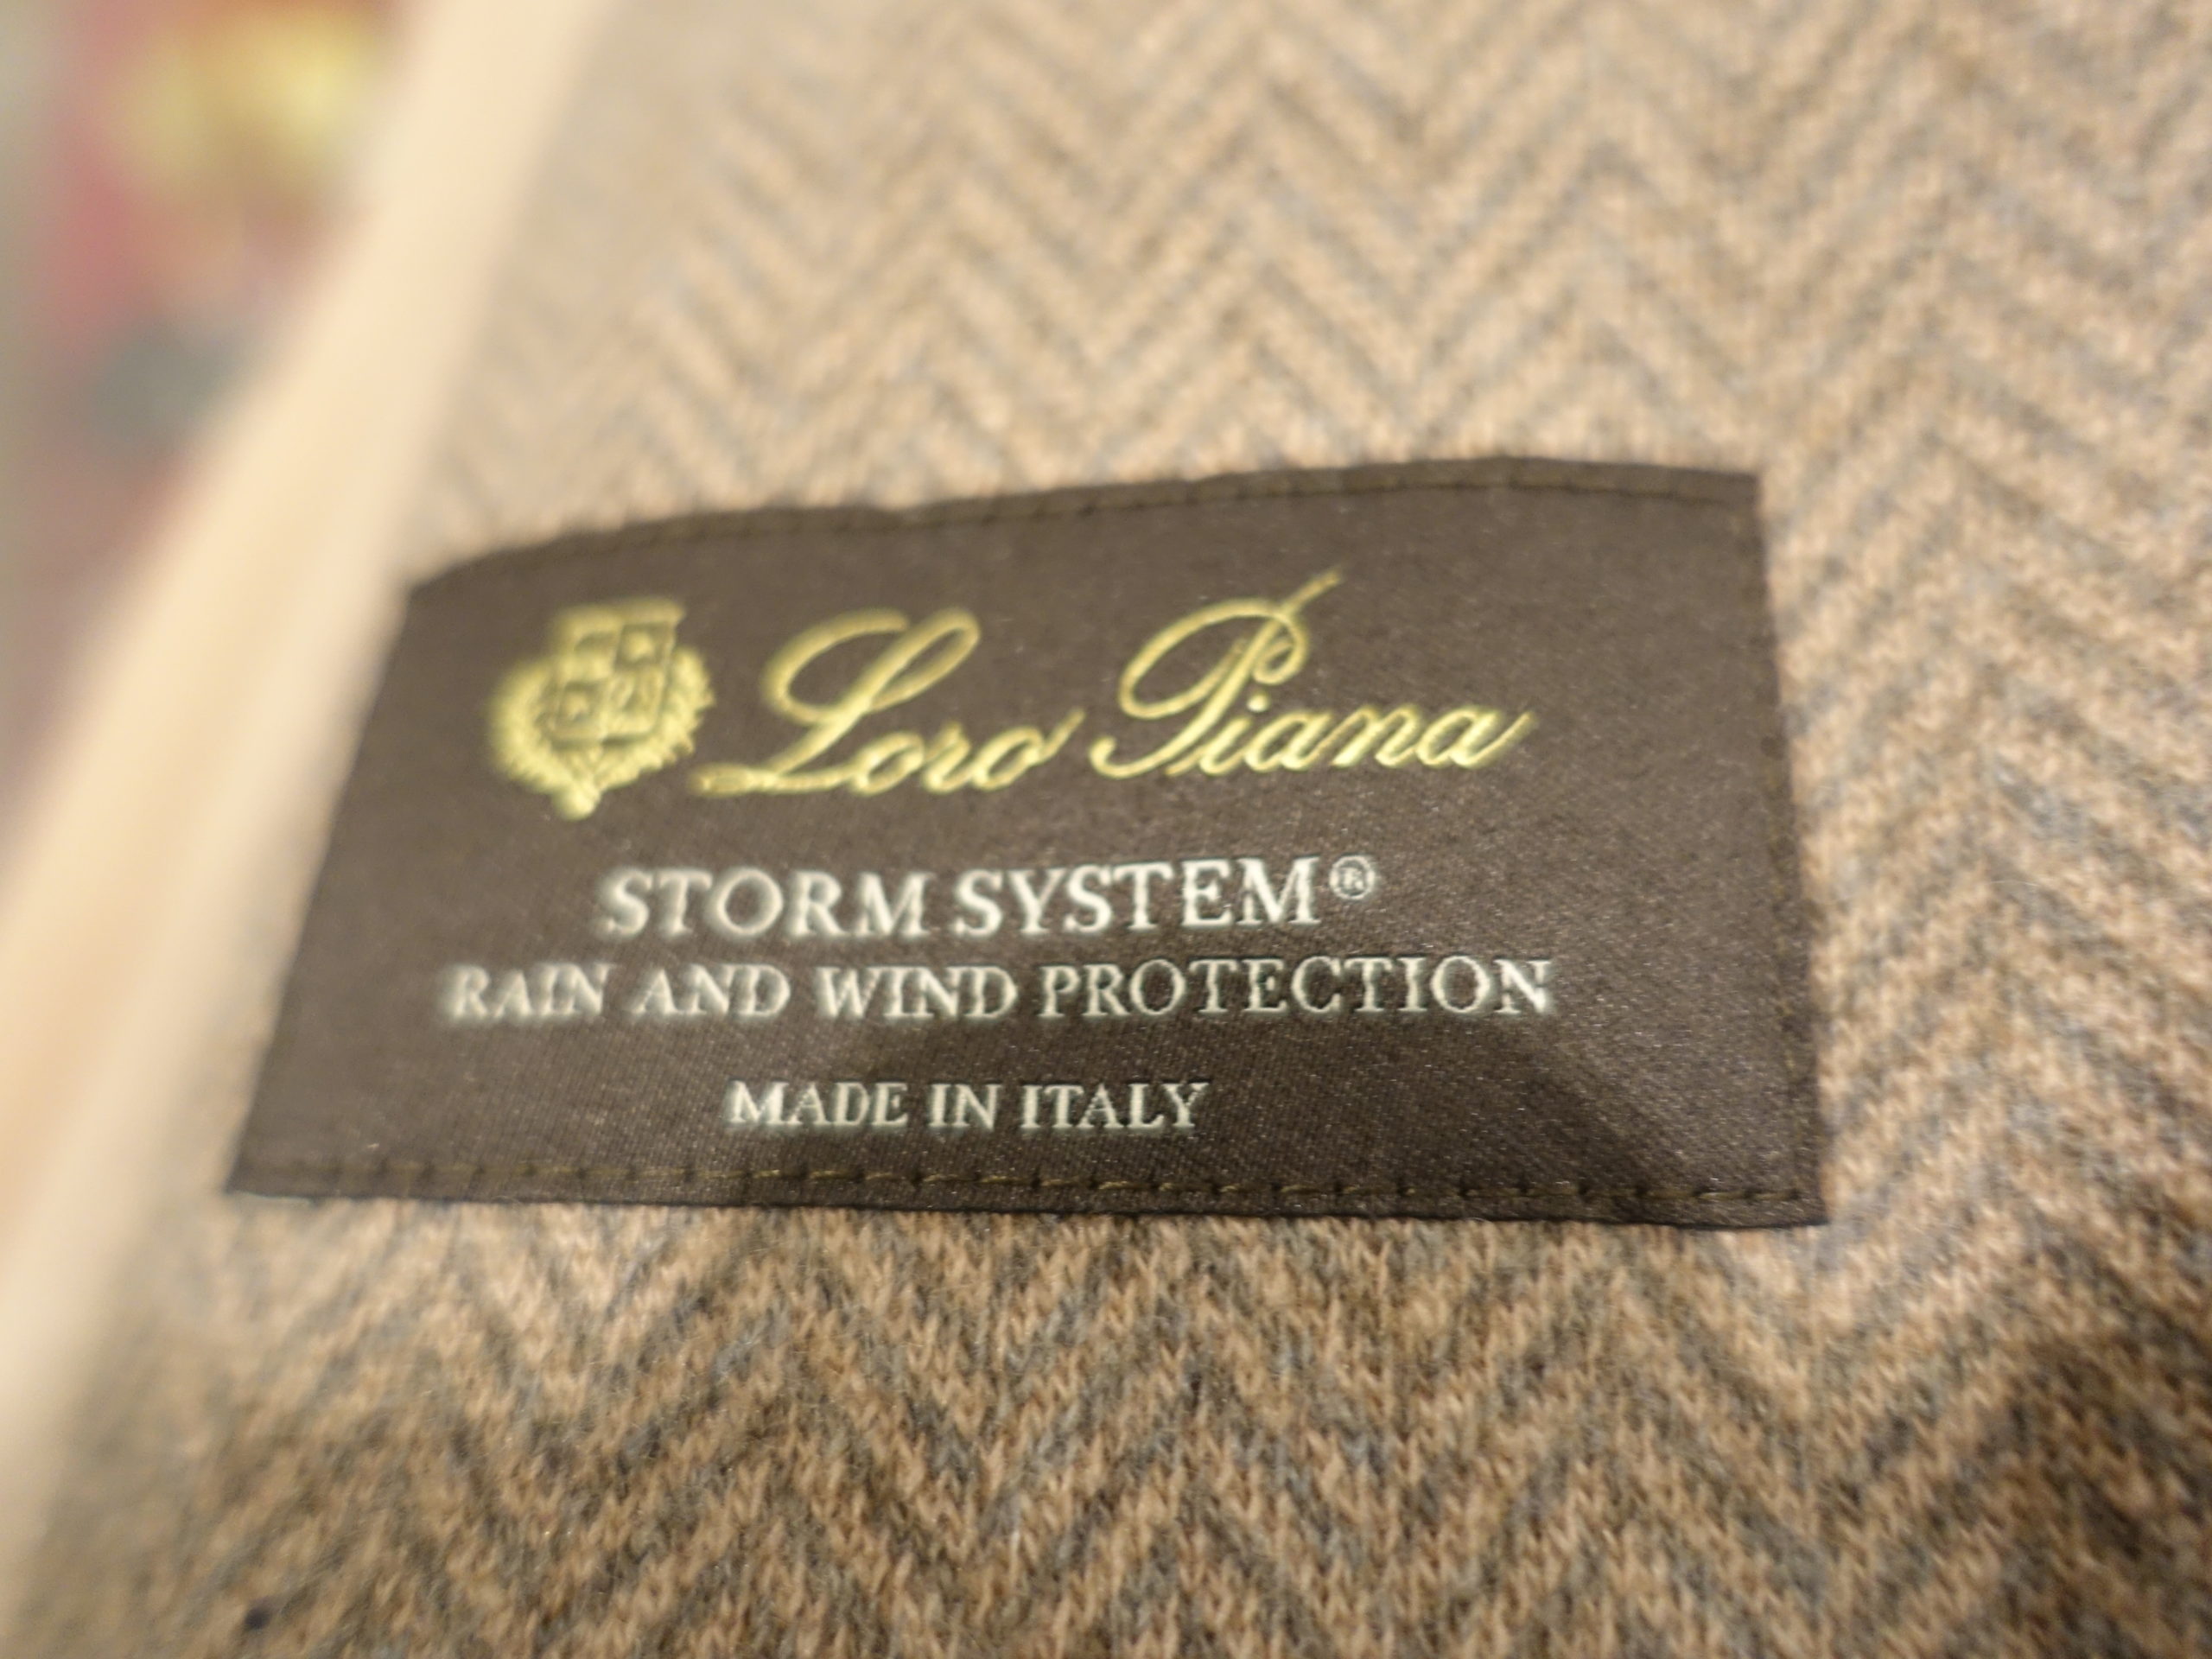 Loro Piana
STORM SYSTEM®
RAIN AND WIND PROTECTION
MADE IN ITALY